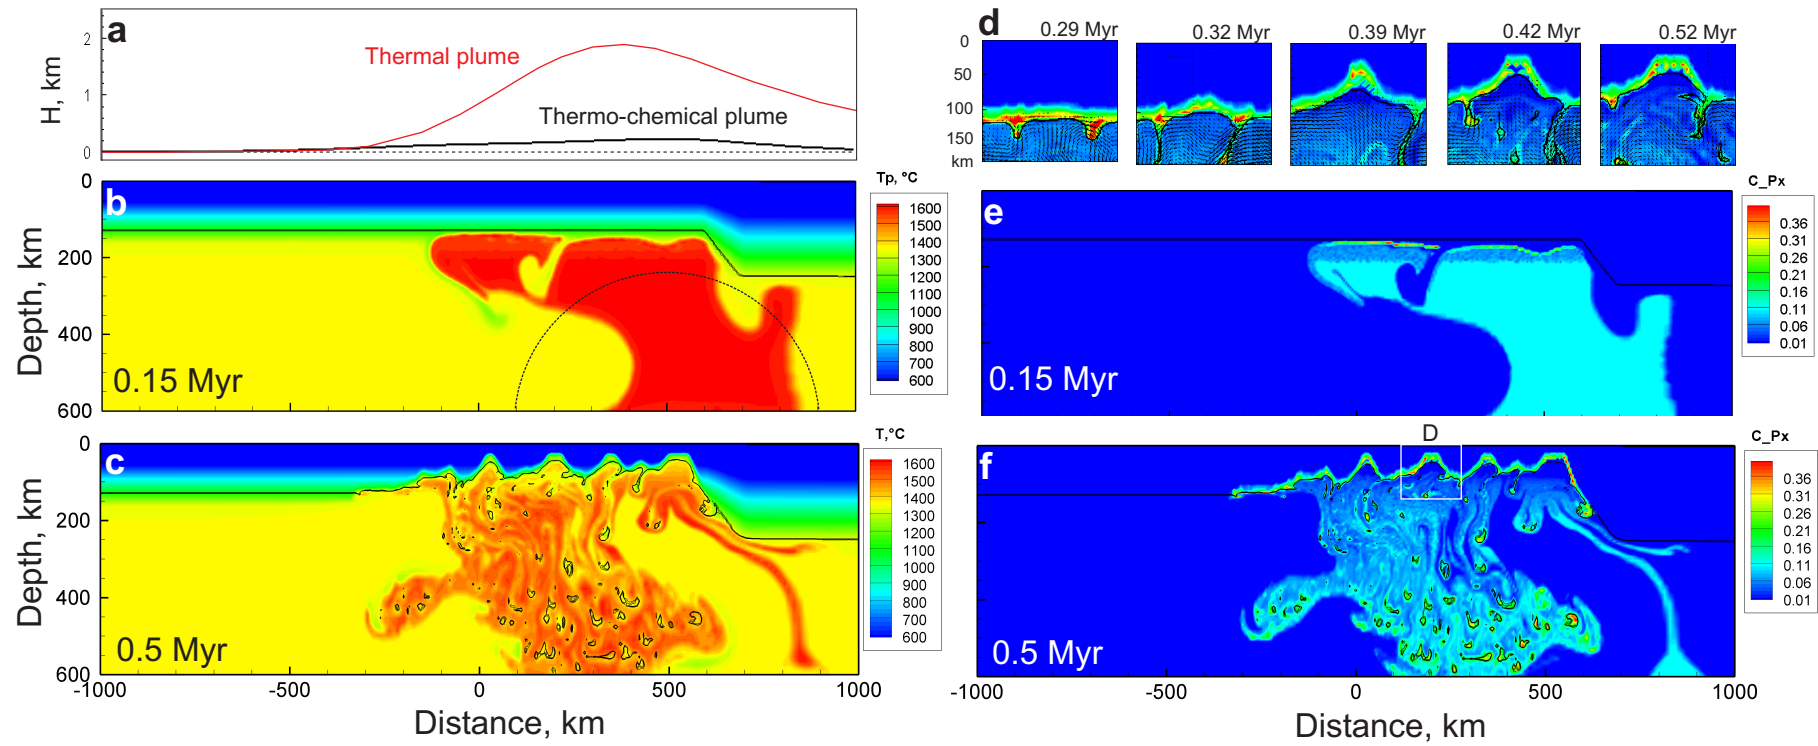 a
H, km
2
1
0
Thermal plume
Thermo-chemical plume
b
Depth, km
0
200
400
600
0.15 Myr
Tp, °C
1600
1500
1400
1300
1200
1100
1000
900
800
700
600
c
Depth, km
0
200
400
600
0.5 Myr
T,°C
1600
1500
1400
1300
1200
1100
1000
900
800
700
600
-1000
-500
0
500
1000
Distance, km
d
0.29 Myr
0.32 Myr
0.39 Myr
0.42 Myr
0.52 Myr
0
50
100
150
km
e
0.15 Myr
C_Px
0.36
0.31
0.26
0.21
0.16
0.11
0.06
0.01
D
f
0.5 Myr
C_Px
0.36
0.31
0.26
0.21
0.16
0.11
0.06
0.01
-1000
-500
0
500
1000
Distance, km